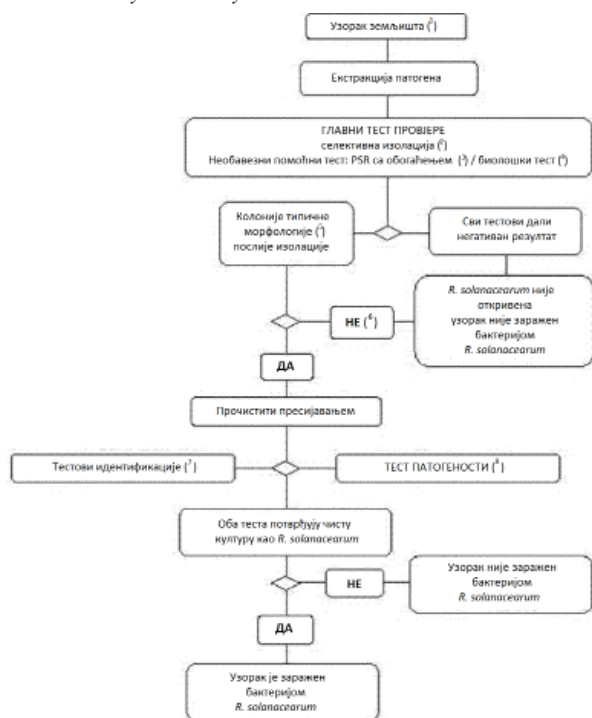 Узорак земљишта (¹)
Екстракција патогена
ГЛАВНИ ТЕСТ ПРОВЈЕРЕ
селективна изолација (²)
Необавезни помоћни тест: PSR са обогаћењем (³) / биолошки тест (⁴)
Колоније типичне
морфологије (⁵)
послије изолације
Сви тестови дали
негативан резултат
НЕ (⁶)
R. solanacearum није
откривена
узорак није заражен
бактеријом
R. solanacearum
ДА
Прочистити пресијавањем
Тестови идентификације (⁷)
ТЕСТ ПАТОГЕНОСТИ (⁸)
Оба теста потврђују чисту
културу као R. solanacearum
НЕ
Узорак није заражен
бактеријом
R. solanacearum
ДА
Узорак је заражен
бактеријом
R. solanacearum